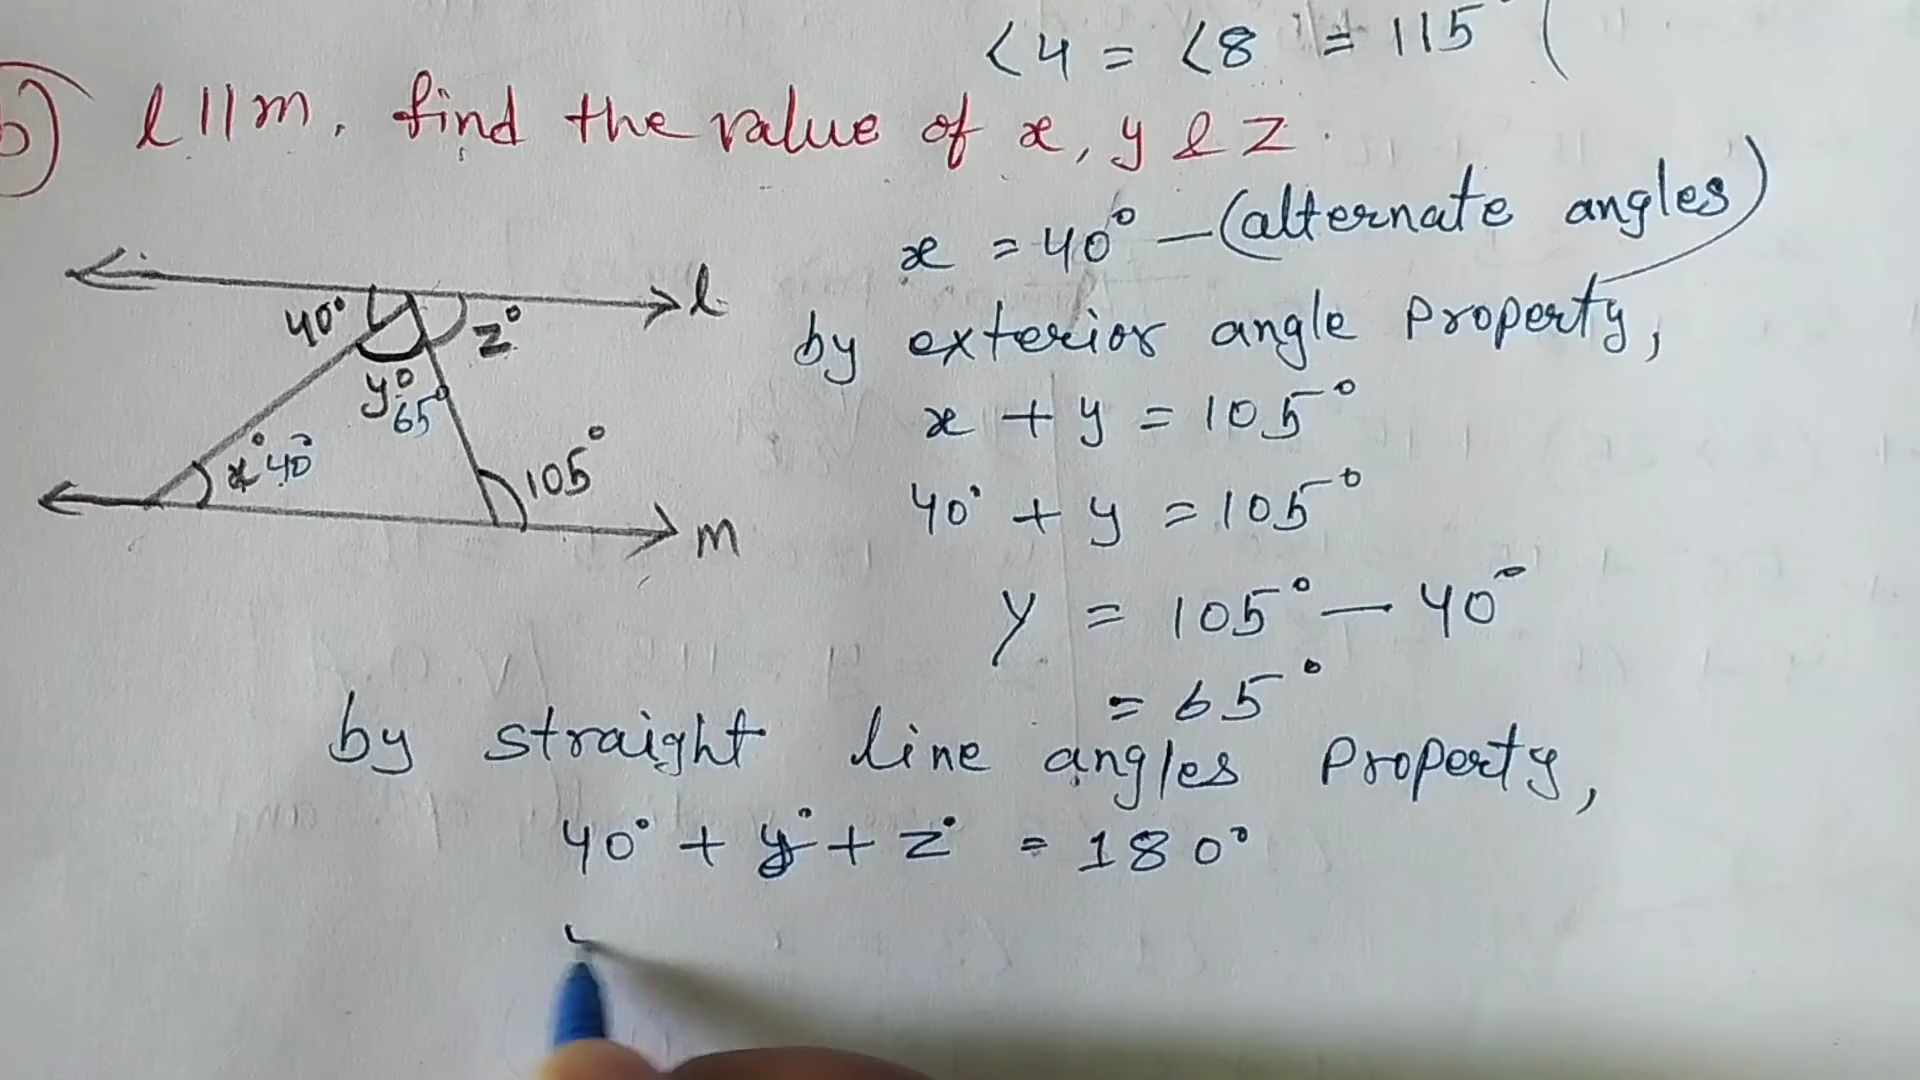 <4 = <8 = 115° (
b) l || m, find the value of x, y & z.
x = 40° — (alternate angles)
by exterior angle property,
x + y = 105°
40° + y = 105°
y = 105° — 40°
= 65°
by straight line angles property,
40° + y° + z° = 180°
l
40°
z°
y°
65°
x° 40°
105°
m